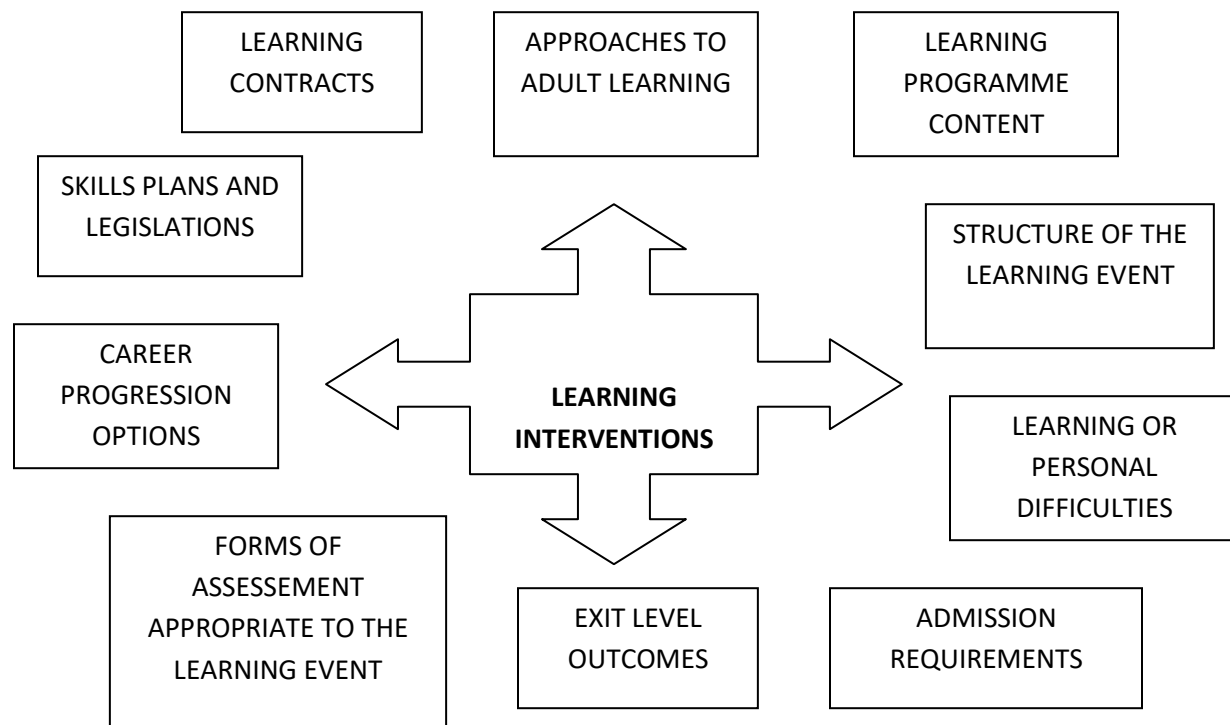 LEARNING
CONTRACTS
APPROACHES TO
ADULT LEARNING
LEARNING
PROGRAMME
CONTENT
SKILLS PLANS AND
LEGISLATIONS
STRUCTURE OF THE
LEARNING EVENT
CAREER
PROGRESSION
OPTIONS
LEARNING
INTERVENTIONS
LEARNING OR
PERSONAL
DIFFICULTIES
FORMS OF
ASSESSEMENT
APPROPRIATE TO THE
LEARNING EVENT
EXIT LEVEL
OUTCOMES
ADMISSION
REQUIREMENTS